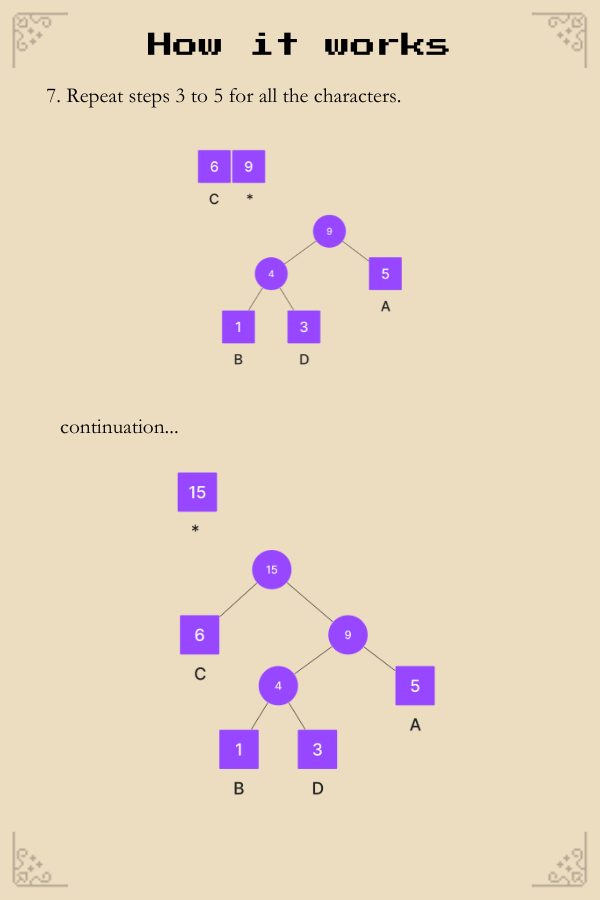 How it works
7. Repeat steps 3 to 5 for all the characters.
6 9
C *
9
4 5
A
1 3
B D
continuation...
15
*
15
6 9
C
4 5
A
1 3
B D